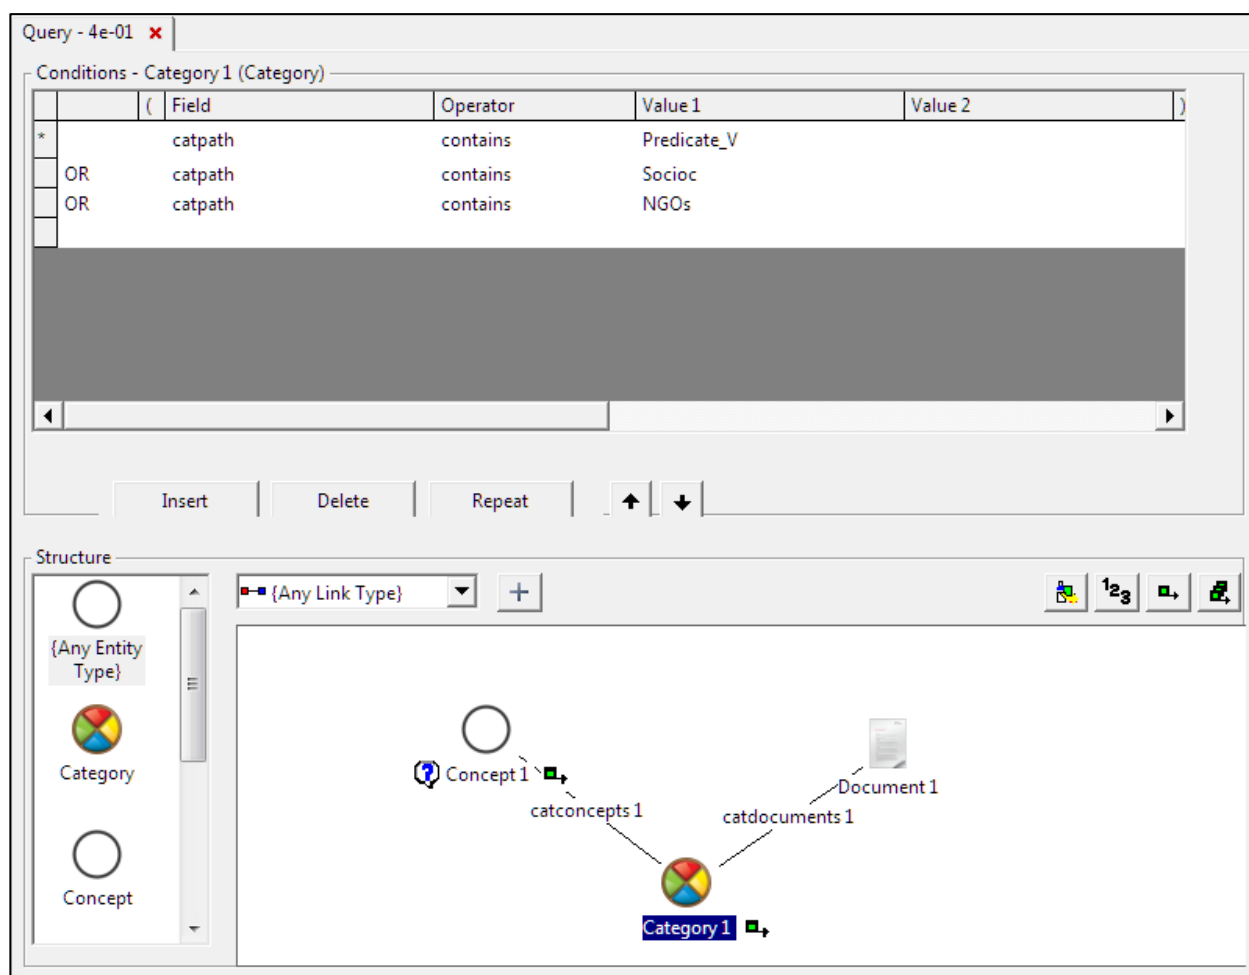 Query - 4e-01
Conditions - Category 1 (Category)
( Field Operator Value 1 Value 2 )
* catpath contains Predicate_V
OR catpath contains Socioc
OR catpath contains NGOs
Insert Delete Repeat
Structure
{Any Link Type} +
123
{Any Entity
Type}
Category
Concept
? Concept 1
Document 1
catconcepts 1
catdocuments 1
Category 1